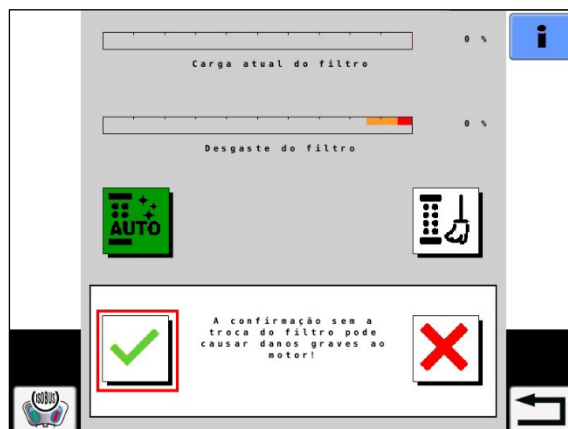 0 %
Carga atual do filtro
0 %
Desgaste do filtro
AUTO
A confirmação sem a
troca do filtro pode
causar danos graves ao
motor!
ISOBUS
i